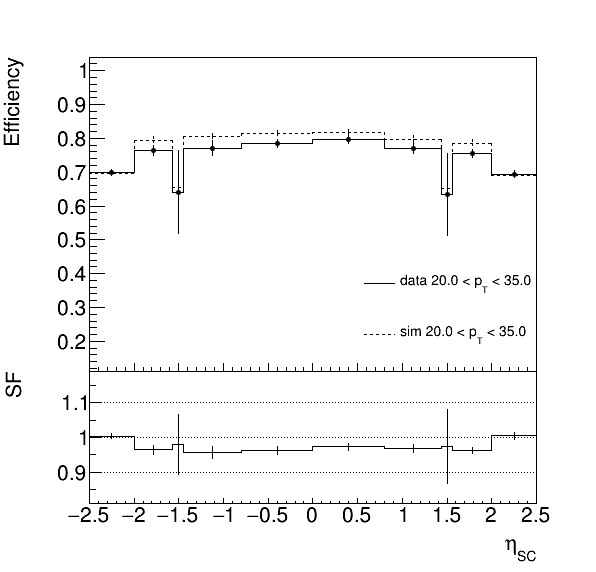 Efficiency
1
0.9
0.8
0.7
0.6
0.5
0.4
0.3
0.2
data 20.0 < p_T < 35.0
sim 20.0 < p_T < 35.0
SF
1.1
1
0.9
−2.5 −2 −1.5 −1 −0.5 0 0.5 1 1.5 2 2.5
η_SC